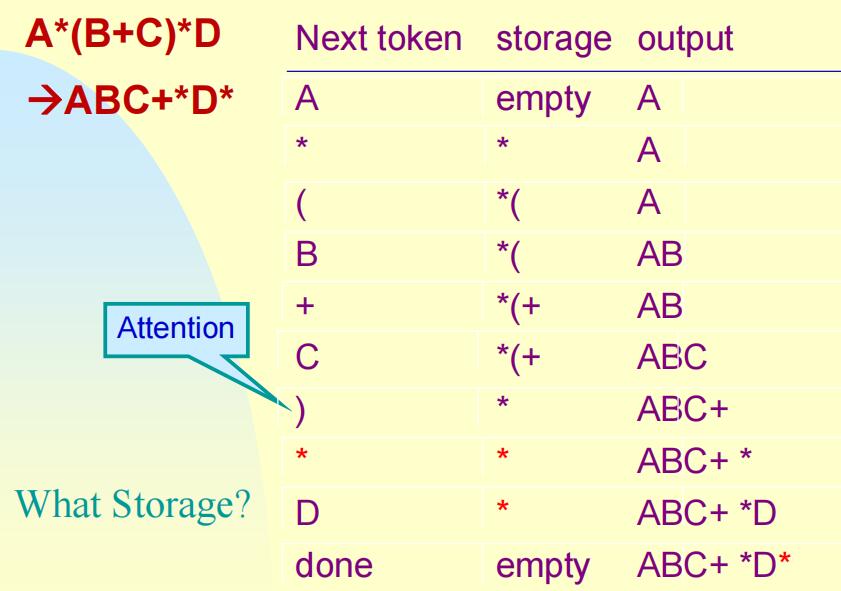 A*(B+C)*D
→ABC+*D*
Next token storage output
A empty A
* * A
( *( A
B *( AB
+ *(+ AB
C *(+ ABC
) * ABC+
* * ABC+ *
D * ABC+ *D
done empty ABC+ *D*
Attention
What Storage?